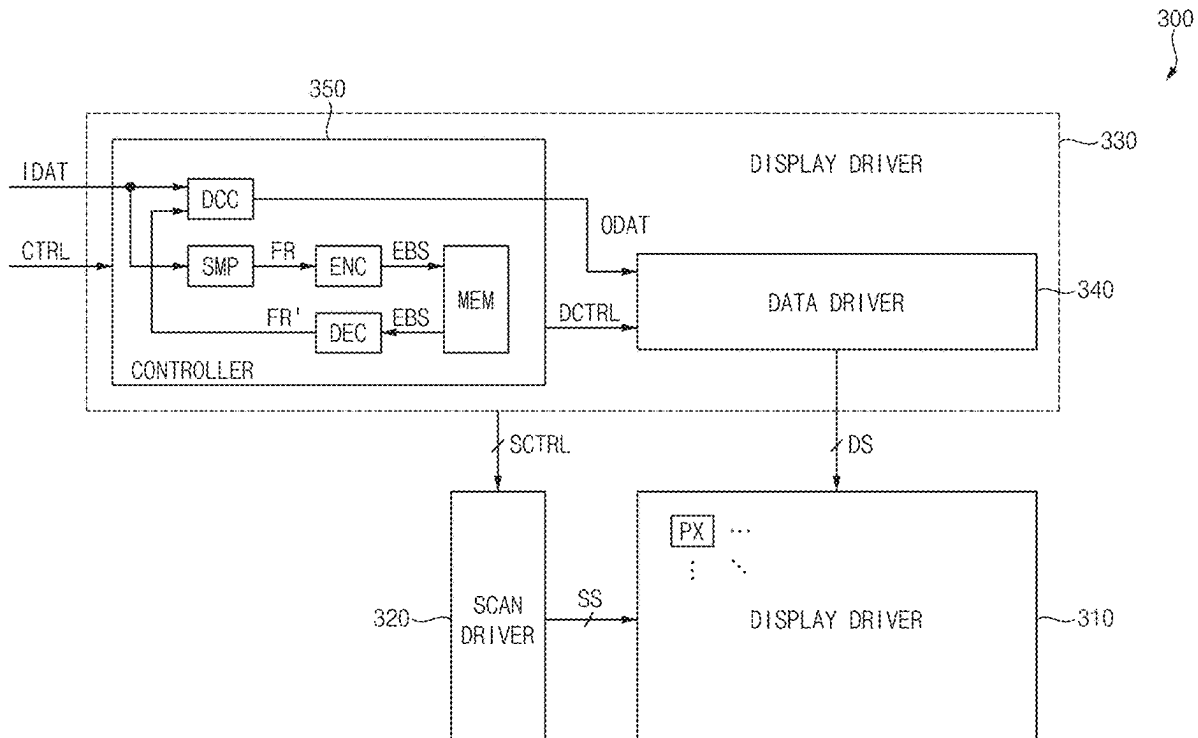 300
350
330
DISPLAY DRIVER
IDAT
DCC
ODAT
CTRL
SMP
FR
ENC
EBS
MEM
DATA DRIVER
340
FR'
DEC
EBS
DCTRL
CONTROLLER
SCTRL
DS
PX ...
320
SCAN
DRIVER
SS
DISPLAY DRIVER
310